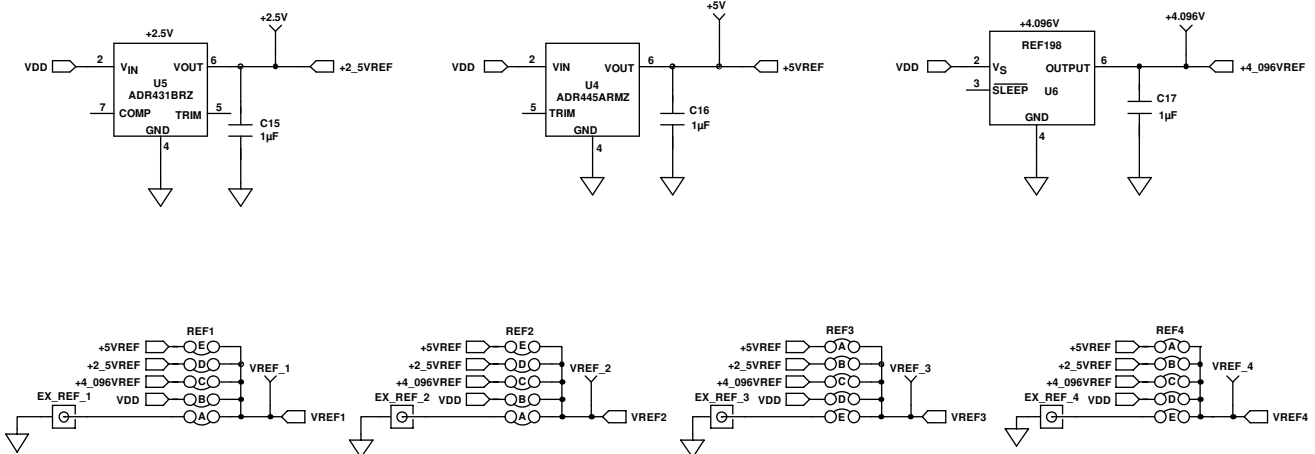 +2.5V
+2.5V
VDD
2
VIN
VOUT
6
+2_5VREF
U5
ADR431BRZ
7
COMP
TRIM
5
GND
4
C15
1µF
+5V
VDD
2
VIN
VOUT
6
+5VREF
U4
ADR445ARMZ
5
TRIM
GND
4
C16
1µF
+4.096V
+4.096V
REF198
VDD
2
VS
OUTPUT
6
+4_096VREF
3
SLEEP
U6
GND
4
C17
1µF
REF1
+5VREF
E
+2_5VREF
D
VREF_1
+4_096VREF
C
EX_REF_1
VDD
B
A
VREF1
REF2
+5VREF
E
+2_5VREF
D
VREF_2
+4_096VREF
C
EX_REF_2
VDD
B
A
VREF2
REF3
+5VREF
A
+2_5VREF
B
VREF_3
+4_096VREF
C
EX_REF_3
VDD
D
E
VREF3
REF4
+5VREF
A
+2_5VREF
B
VREF_4
+4_096VREF
C
EX_REF_4
VDD
D
E
VREF4